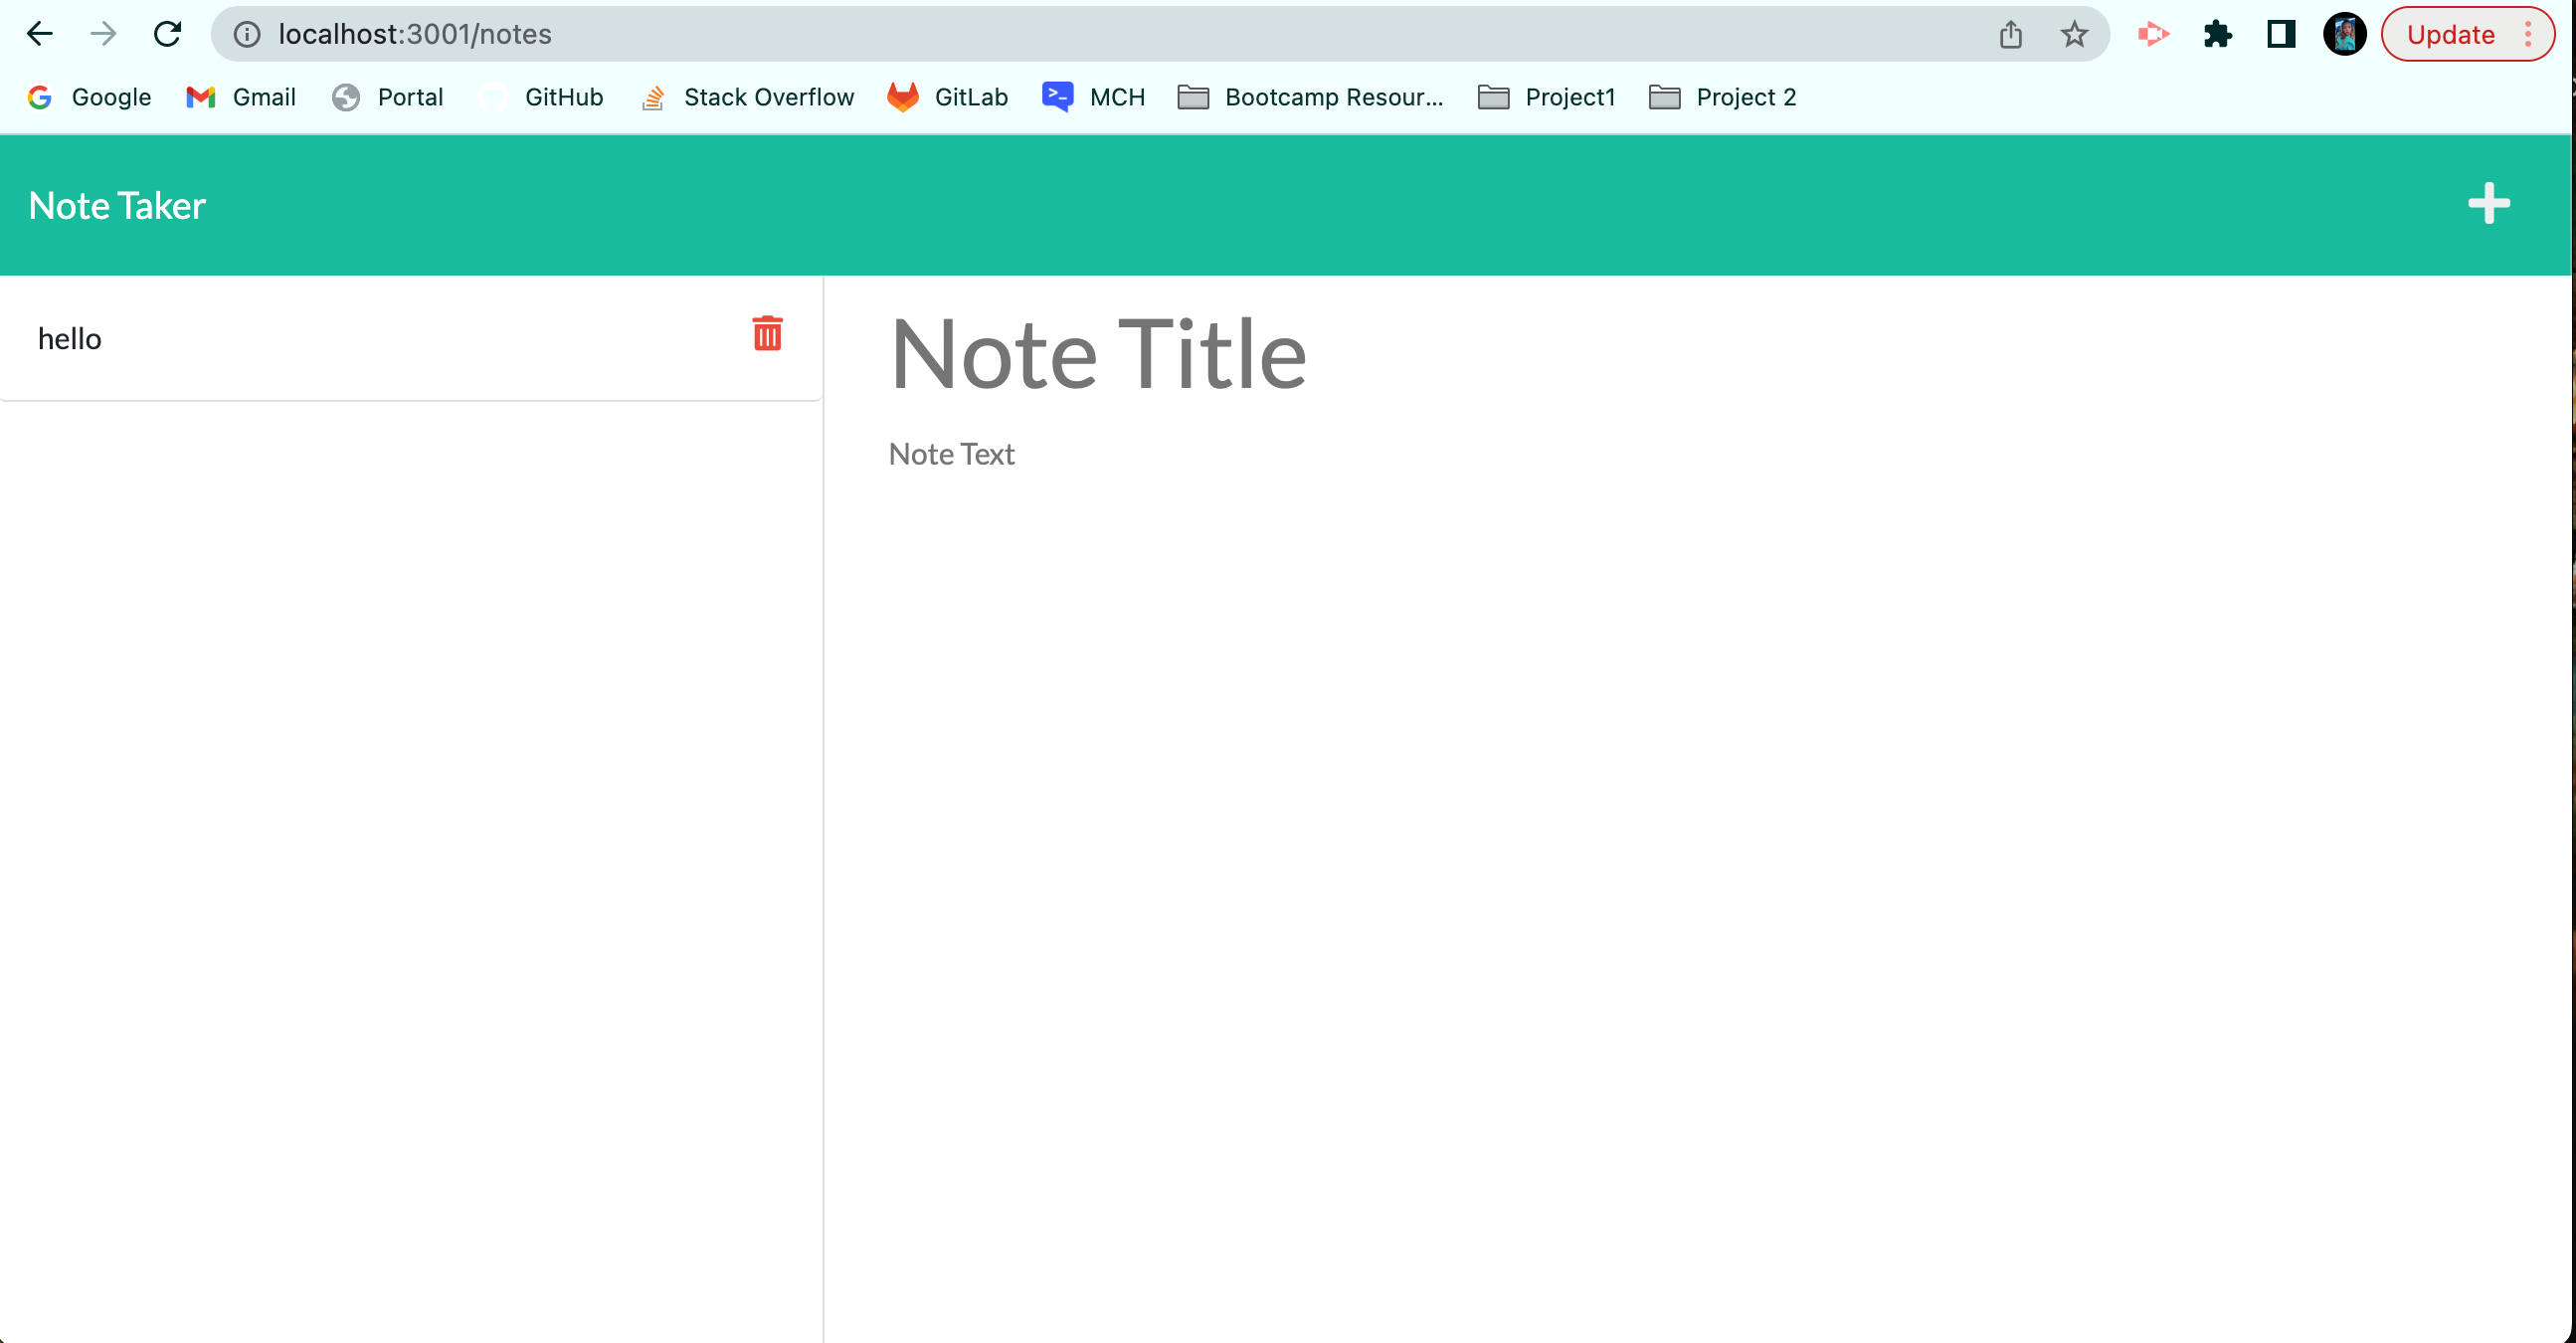 localhost:3001/notes
Update
Google Gmail Portal GitHub Stack Overflow GitLab MCH Bootcamp Resour... Project1 Project 2
Note Taker
hello
Note Title
Note Text